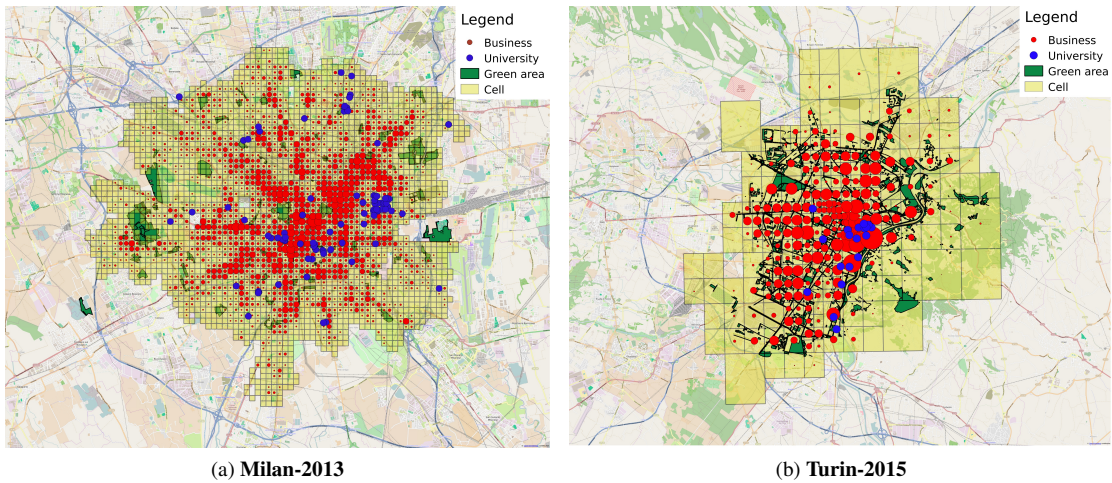 Legend
Business
University
Green area
Cell
Legend
Business
University
Green area
Cell
(a) Milan-2013
(b) Turin-2015